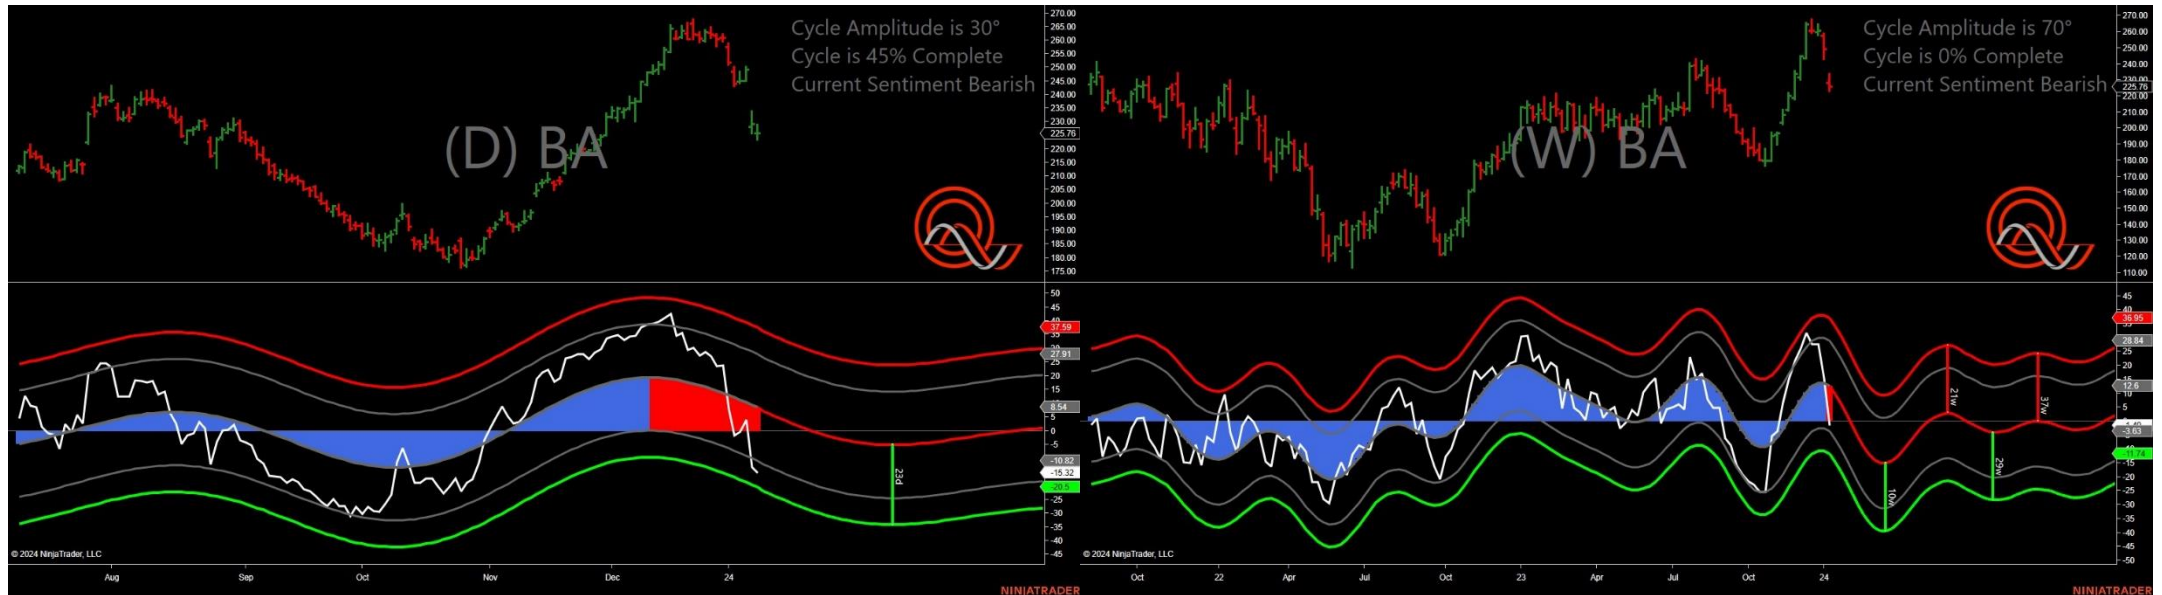 270.00
265.00
260.00
250.00
245.00
240.00
235.00
230.00
225.76
220.00
215.00
210.00
205.00
200.00
195.00
190.00
185.00
180.00
175.00
Cycle Amplitude is 30°
Cycle is 45% Complete
Current Sentiment Bearish
(D) BA
50
45
37.59
27.91
20
15
8.54
0
-5
-10.82
-15.32
-20.5
-25
-30
-35
-40
-45
23d
© 2024 NinjaTrader, LLC
Aug
Sep
Oct
Nov
Dec
24
NINJATRADER
270.00
260.00
250.00
240.00
230.00
225.76
220.00
210.00
200.00
190.00
180.00
170.00
160.00
150.00
140.00
130.00
120.00
110.00
Cycle Amplitude is 70°
Cycle is 0% Complete
Current Sentiment Bearish
(W) BA
45
40
36.95
28.84
25
20
12.6
5
-3.63
-11.74
-15
-20
-25
-30
-35
-40
-45
-50
10w
21w
29w
37w
© 2024 NinjaTrader, LLC
Oct
22
Apr
Jul
Oct
23
Apr
Jul
Oct
24
NINJATRADER